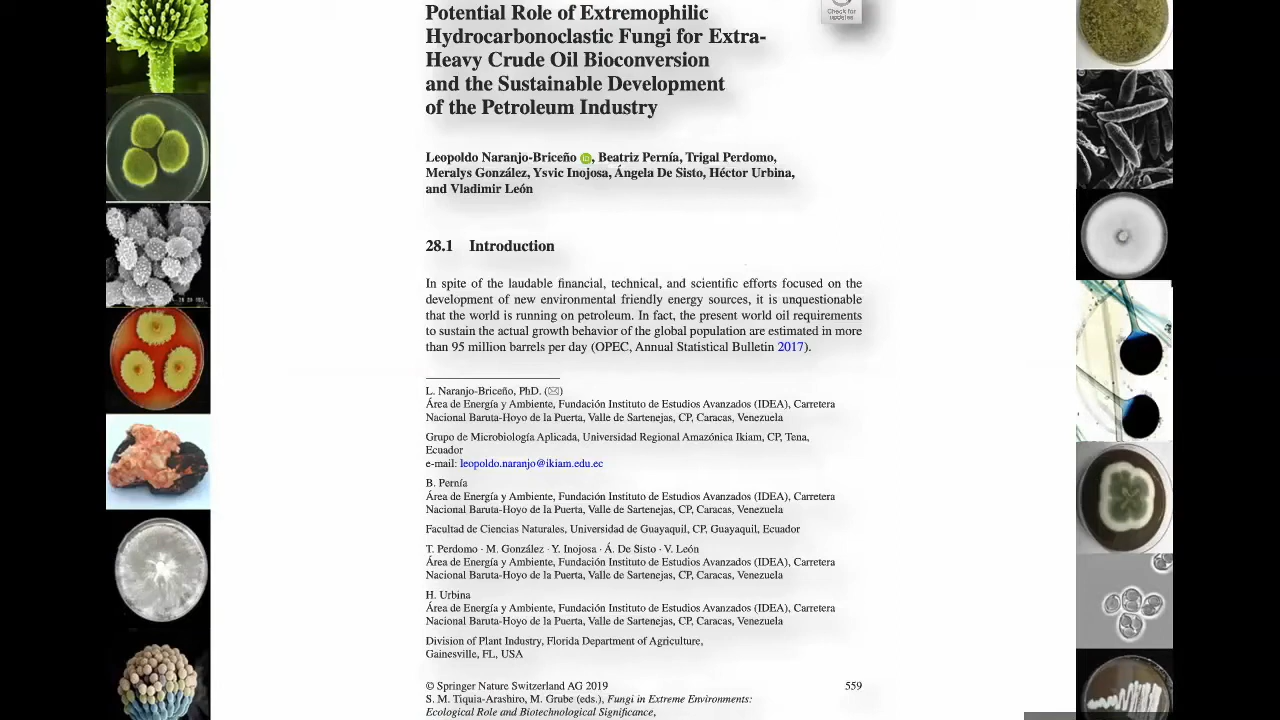 Potential Role of Extremophilic
Check for
updates
Hydrocarbonoclastic Fungi for Extra-
Heavy Crude Oil Bioconversion
and the Sustainable Development
of the Petroleum Industry
Leopoldo Naranjo-Briceño , Beatriz Pernía, Trigal Perdomo,
Meralys González, Ysvic Inojosa, Ángela De Sisto, Héctor Urbina,
and Vladimir León
28.1 Introduction
In spite of the laudable financial, technical, and scientific efforts focused on the
development of new environmental friendly energy sources, it is unquestionable
that the world is running on petroleum. In fact, the present world oil requirements
to sustain the actual growth behavior of the global population are estimated in more
than 95 million barrels per day (OPEC, Annual Statistical Bulletin 2017).
L. Naranjo-Briceño, PhD. (✉)
Área de Energía y Ambiente, Fundación Instituto de Estudios Avanzados (IDEA), Carretera
Nacional Baruta-Hoyo de la Puerta, Valle de Sartenejas, CP, Caracas, Venezuela
Grupo de Microbiología Aplicada, Universidad Regional Amazónica Ikiam, CP, Tena,
Ecuador
e-mail: leopoldo.naranjo@ikiam.edu.ec
B. Pernía
Área de Energía y Ambiente, Fundación Instituto de Estudios Avanzados (IDEA), Carretera
Nacional Baruta-Hoyo de la Puerta, Valle de Sartenejas, CP, Caracas, Venezuela
Facultad de Ciencias Naturales, Universidad de Guayaquil, CP, Guayaquil, Ecuador
T. Perdomo · M. González · Y. Inojosa · Á. De Sisto · V. León
Área de Energía y Ambiente, Fundación Instituto de Estudios Avanzados (IDEA), Carretera
Nacional Baruta-Hoyo de la Puerta, Valle de Sartenejas, CP, Caracas, Venezuela
H. Urbina
Área de Energía y Ambiente, Fundación Instituto de Estudios Avanzados (IDEA), Carretera
Nacional Baruta-Hoyo de la Puerta, Valle de Sartenejas, CP, Caracas, Venezuela
Division of Plant Industry, Florida Department of Agriculture,
Gainesville, FL, USA
© Springer Nature Switzerland AG 2019 559
S. M. Tiquia-Arashiro, M. Grube (eds.), Fungi in Extreme Environments:
Ecological Role and Biotechnological Significance,